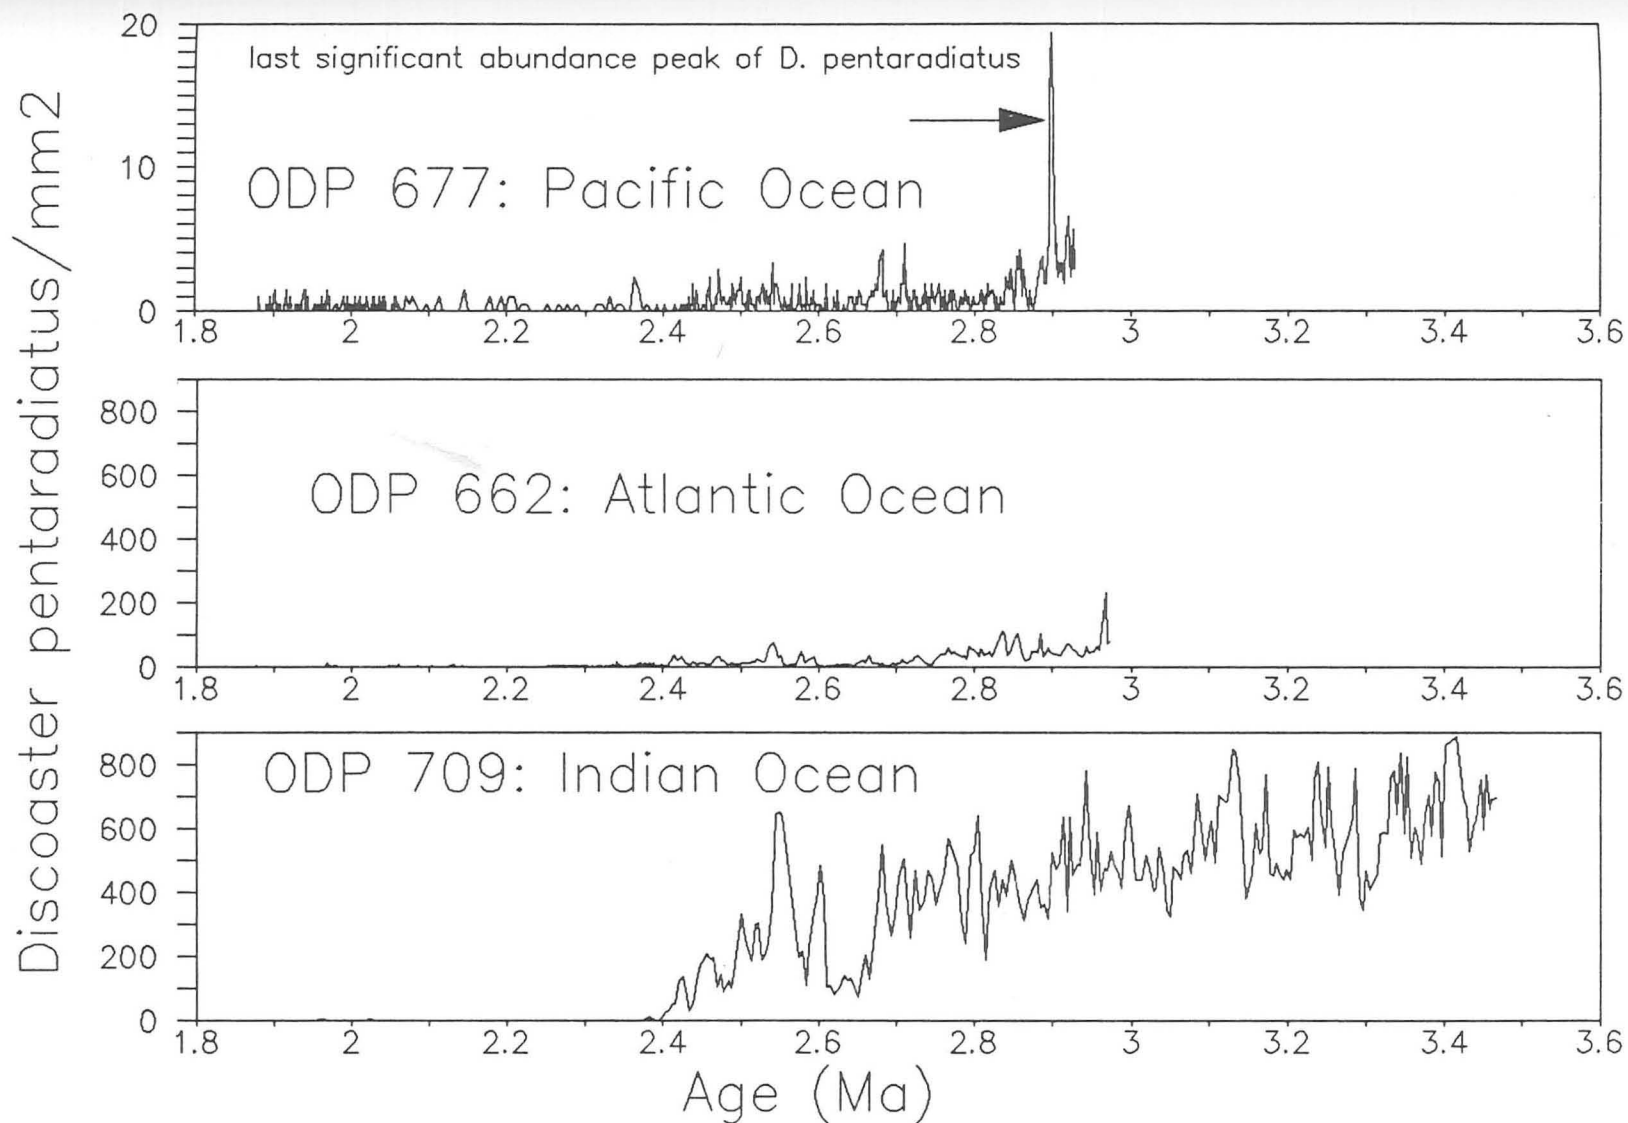 Discoaster pentaradiatus/mm2
20
last significant abundance peak of D. pentaradiatus
10
ODP 677: Pacific Ocean
0
1.8 2 2.2 2.4 2.6 2.8 3 3.2 3.4 3.6
800
600
ODP 662: Atlantic Ocean
400
200
0
1.8 2 2.2 2.4 2.6 2.8 3 3.2 3.4 3.6
800
ODP 709: Indian Ocean
600
400
200
0
1.8 2 2.2 2.4 2.6 2.8 3 3.2 3.4 3.6
Age (Ma)